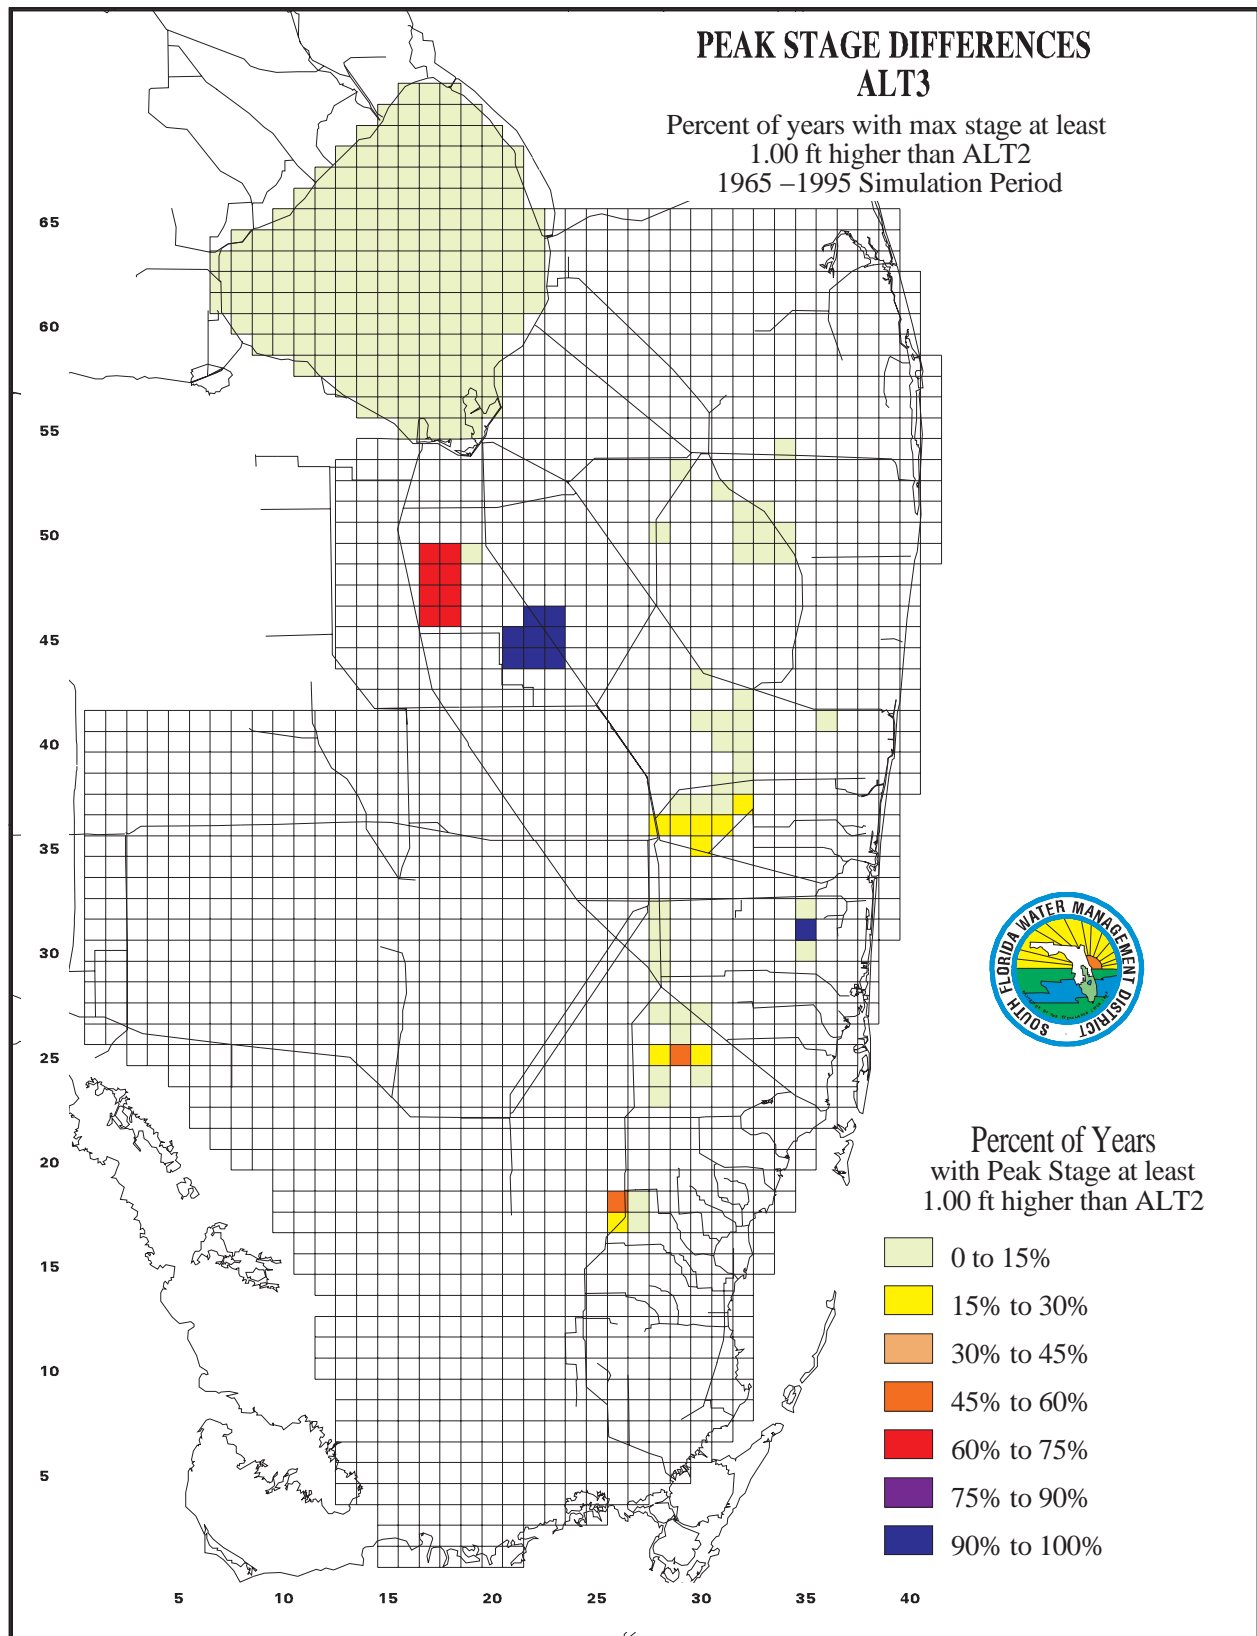 PEAK STAGE DIFFERENCES
ALT3
Percent of years with max stage at least
1.00 ft higher than ALT2
1965 –1995 Simulation Period
65
60
55
50
45
40
35
30
25
20
15
10
5
5 10 15 20 25 30 35 40
SOUTH FLORIDA WATER MANAGEMENT DISTRICT
Percent of Years
with Peak Stage at least
1.00 ft higher than ALT2
0 to 15%
15% to 30%
30% to 45%
45% to 60%
60% to 75%
75% to 90%
90% to 100%